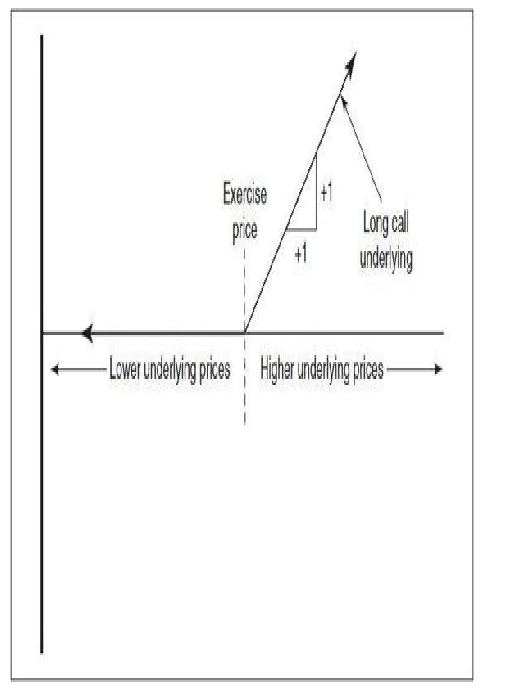 Exercise
price
+1
+1
Long call
underlying
Lower underlying prices
Higher underlying prices